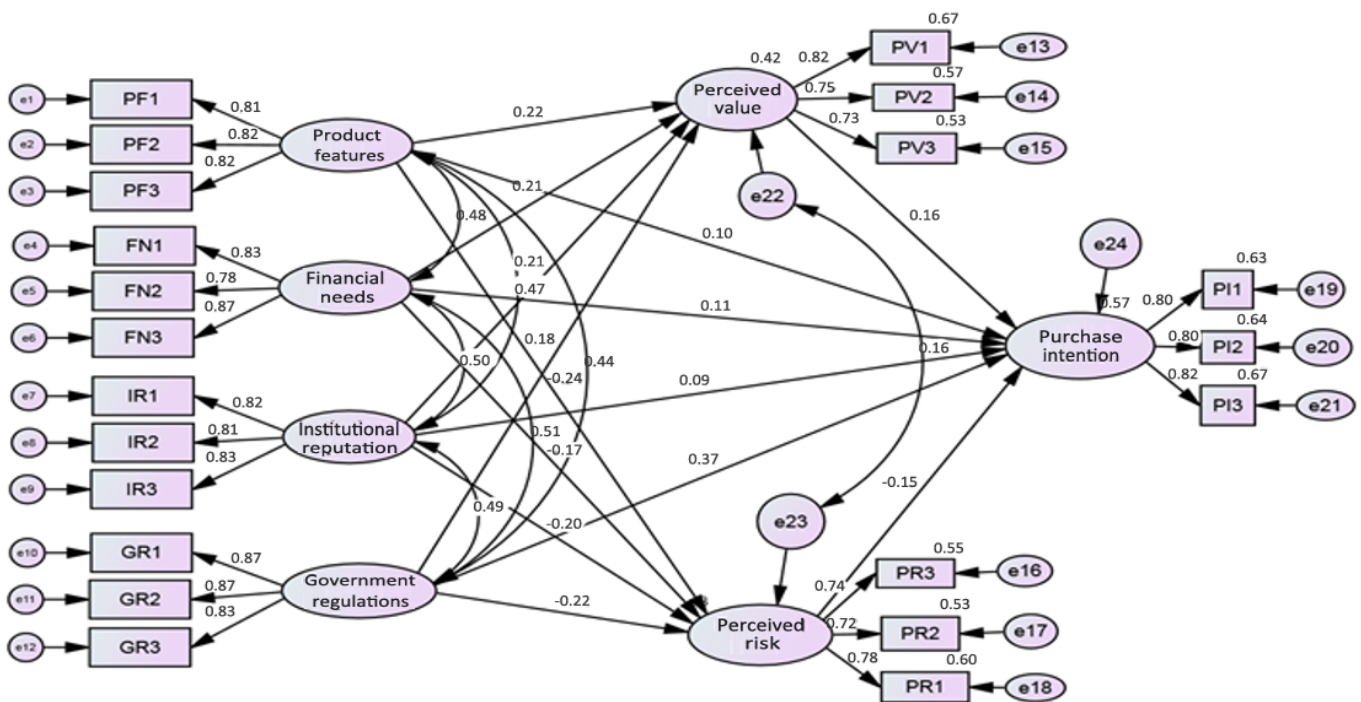 0.67
0.42
0.82
PV1
e13
Perceived
value
0.75
0.57
PV2
e14
0.73
0.53
PV3
e15
e1
PF1
0.81
e2
PF2
0.82
Product
features
0.22
e3
PF3
0.82
e22
0.21
0.48
0.16
0.10
e4
FN1
0.83
e24
e5
FN2
0.78
Financial
needs
0.21
0.47
0.63
e6
FN3
0.87
0.11
0.57
0.80
PI1
e19
0.18
0.50
0.44
0.16
Purchase
intention
0.80
0.64
PI2
e20
-0.24
0.09
0.82
0.67
PI3
e21
e7
IR1
0.82
e8
IR2
0.81
Institutional
reputation
0.51
-0.17
0.37
e9
IR3
0.83
-0.15
0.49
-0.20
e23
e10
GR1
0.87
0.55
PR3
e16
e11
GR2
0.87
Government
regulations
-0.22
0.74
0.53
e12
GR3
0.83
Perceived
risk
0.72
PR2
e17
0.78
0.60
PR1
e18